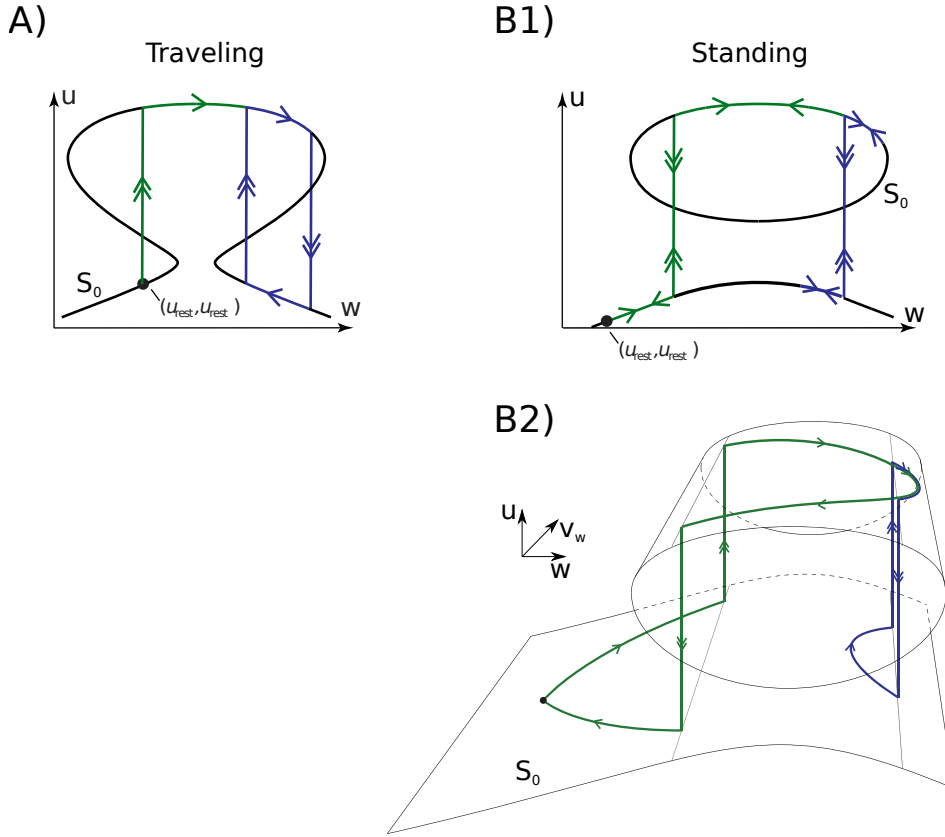 A)
Traveling
u
S0
(urest,urest)
w
B1)
Standing
u
S0
w
(urest,urest)
B2)
u
vw
w
S0